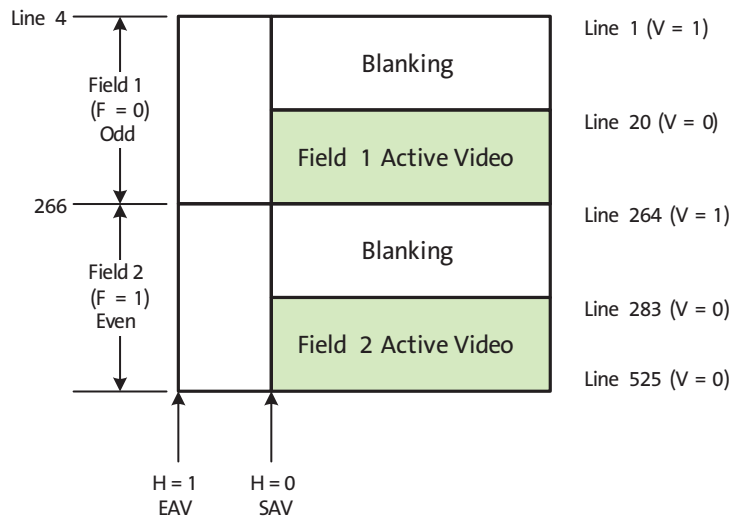 Line 4
Line 1 (V = 1)
Blanking
Field 1
(F = 0)
Odd
Line 20 (V = 0)
Field 1 Active Video
266
Line 264 (V = 1)
Blanking
Field 2
(F = 1)
Even
Line 283 (V = 0)
Field 2 Active Video
Line 525 (V = 0)
H = 1
EAV
H = 0
SAV